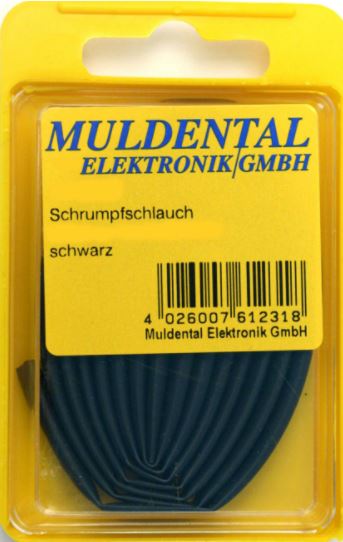 MULDENTAL
ELEKTRONIK/GMBH
Schrumpfschlauch
schwarz
4 026007 612318
Muldental Elektronik GmbH